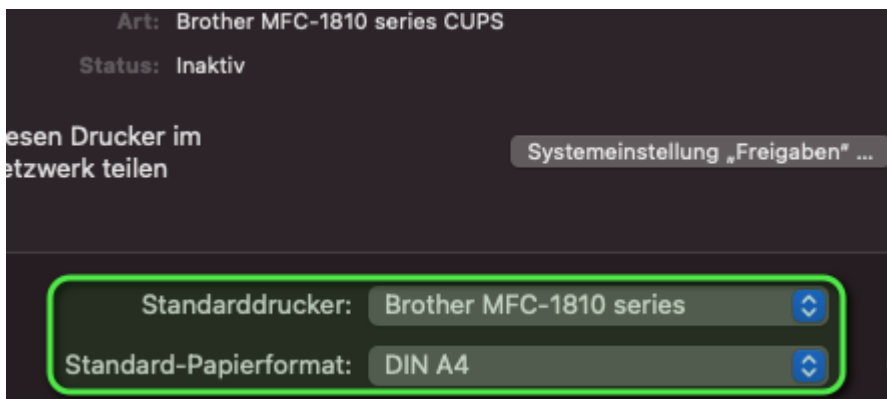 Art: Brother MFC-1810 series CUPS
Status: Inaktiv
esen Drucker im
etzwerk teilen
Systemeinstellung „Freigaben“ ...
Standarddrucker: Brother MFC-1810 series
Standard-Papierformat: DIN A4